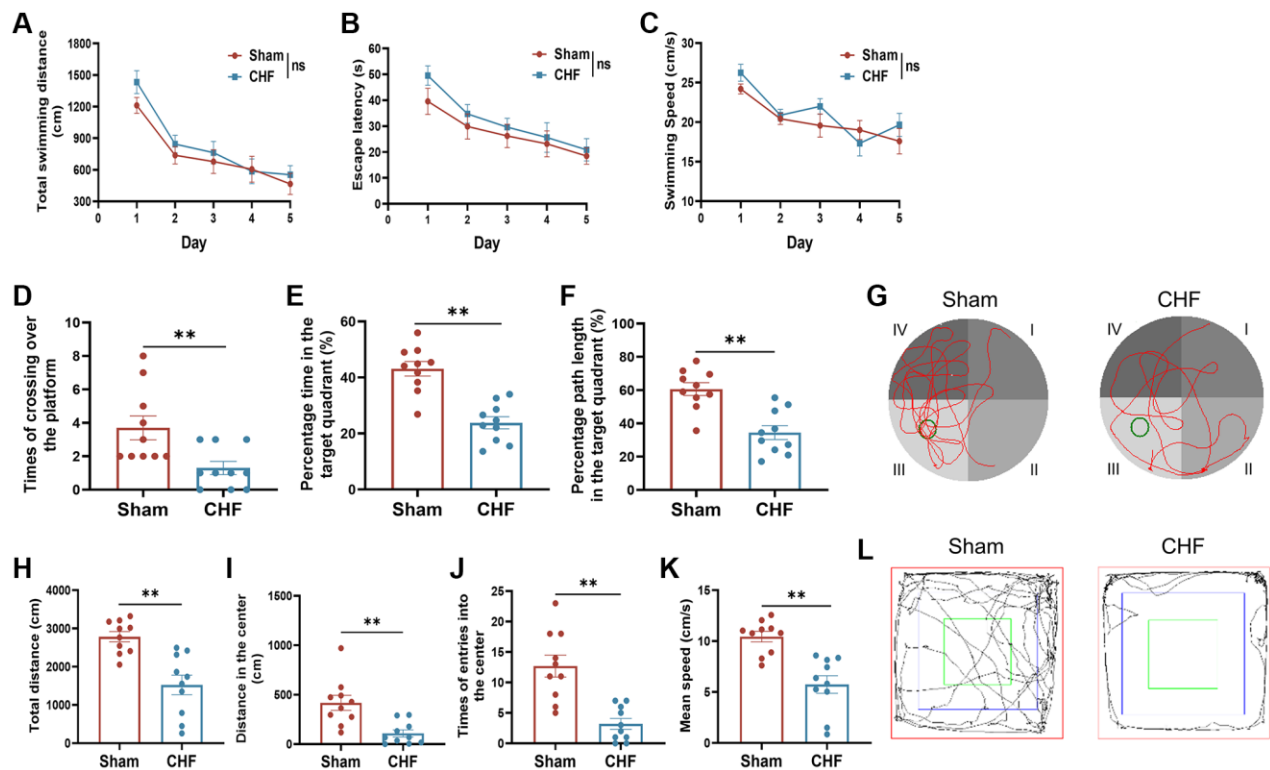 A
Total swimming distance
(cm)
1800
1500
1200
900
600
300
0 1 2 3 4 5
Day
Sham
CHF
ns
B
Escape latency (s)
60
50
40
30
20
10
0
0 1 2 3 4 5
Day
Sham
CHF
ns
C
Swimming Speed (cm/s)
30
25
20
15
10
0 1 2 3 4 5
Day
Sham
CHF
ns
D
Times of crossing over
the platform
8
6
4
2
0
**
Sham CHF
E
Percentage time in the
target quadrant (%)
60
40
20
0
**
Sham CHF
F
Percentage path length
in the target quadrant (%)
100
80
60
40
20
0
**
Sham CHF
G
Sham
IV I
III II
CHF
IV I
III II
H
Total distance (cm)
4000
3000
2000
1000
0
**
Sham CHF
I
Distance in the center
(cm)
1500
1000
500
0
**
Sham CHF
J
Times of entries into
the center
25
20
15
10
5
0
**
Sham CHF
K
Mean speed (cm/s)
15
10
5
0
**
Sham CHF
L
Sham
CHF